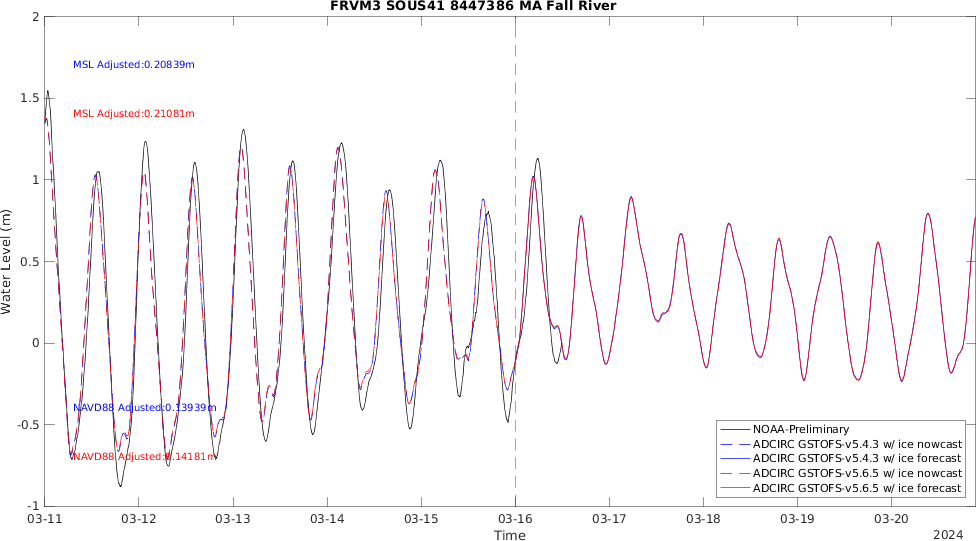 FRVM3 SOUS41 8447386 MA Fall River
2
1.5
1
0.5
0
-0.5
-1
Water Level (m)
MSL Adjusted:0.20839m
MSL Adjusted:0.21081m
NAVD88 Adjusted:0.13939m
NAVD88 Adjusted:0.14181m
NOAA-Preliminary
ADCIRC GSTOFS-v5.4.3 w/ ice nowcast
ADCIRC GSTOFS-v5.4.3 w/ ice forecast
ADCIRC GSTOFS-v5.6.5 w/ ice nowcast
ADCIRC GSTOFS-v5.6.5 w/ ice forecast
03-11 03-12 03-13 03-14 03-15 03-16 03-17 03-18 03-19 03-20
Time
2024